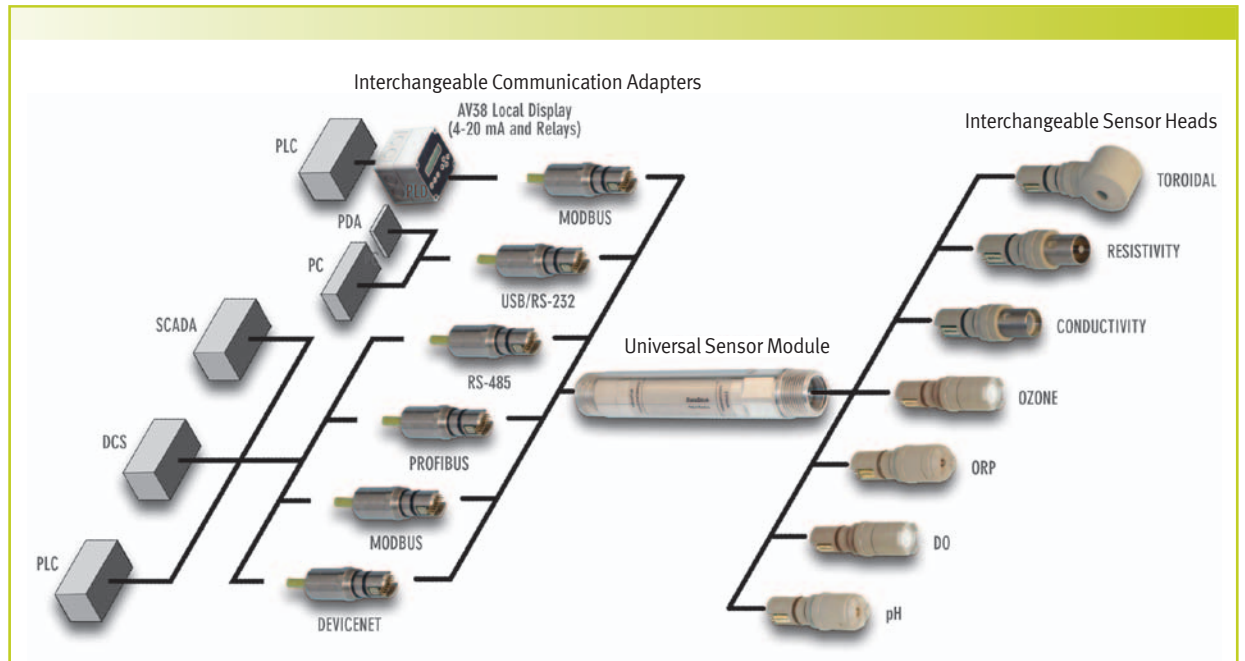 Interchangeable Communication Adapters
AV38 Local Display
(4-20 mA and Relays)
PLC
PLD
MODBUS
PDA
PC
USB/RS-232
SCADA
RS-485
DCS
PROFIBUS
MODBUS
PLC
DEVICENET
Universal Sensor Module
Interchangeable Sensor Heads
TOROIDAL
RESISTIVITY
CONDUCTIVITY
OZONE
ORP
DO
pH